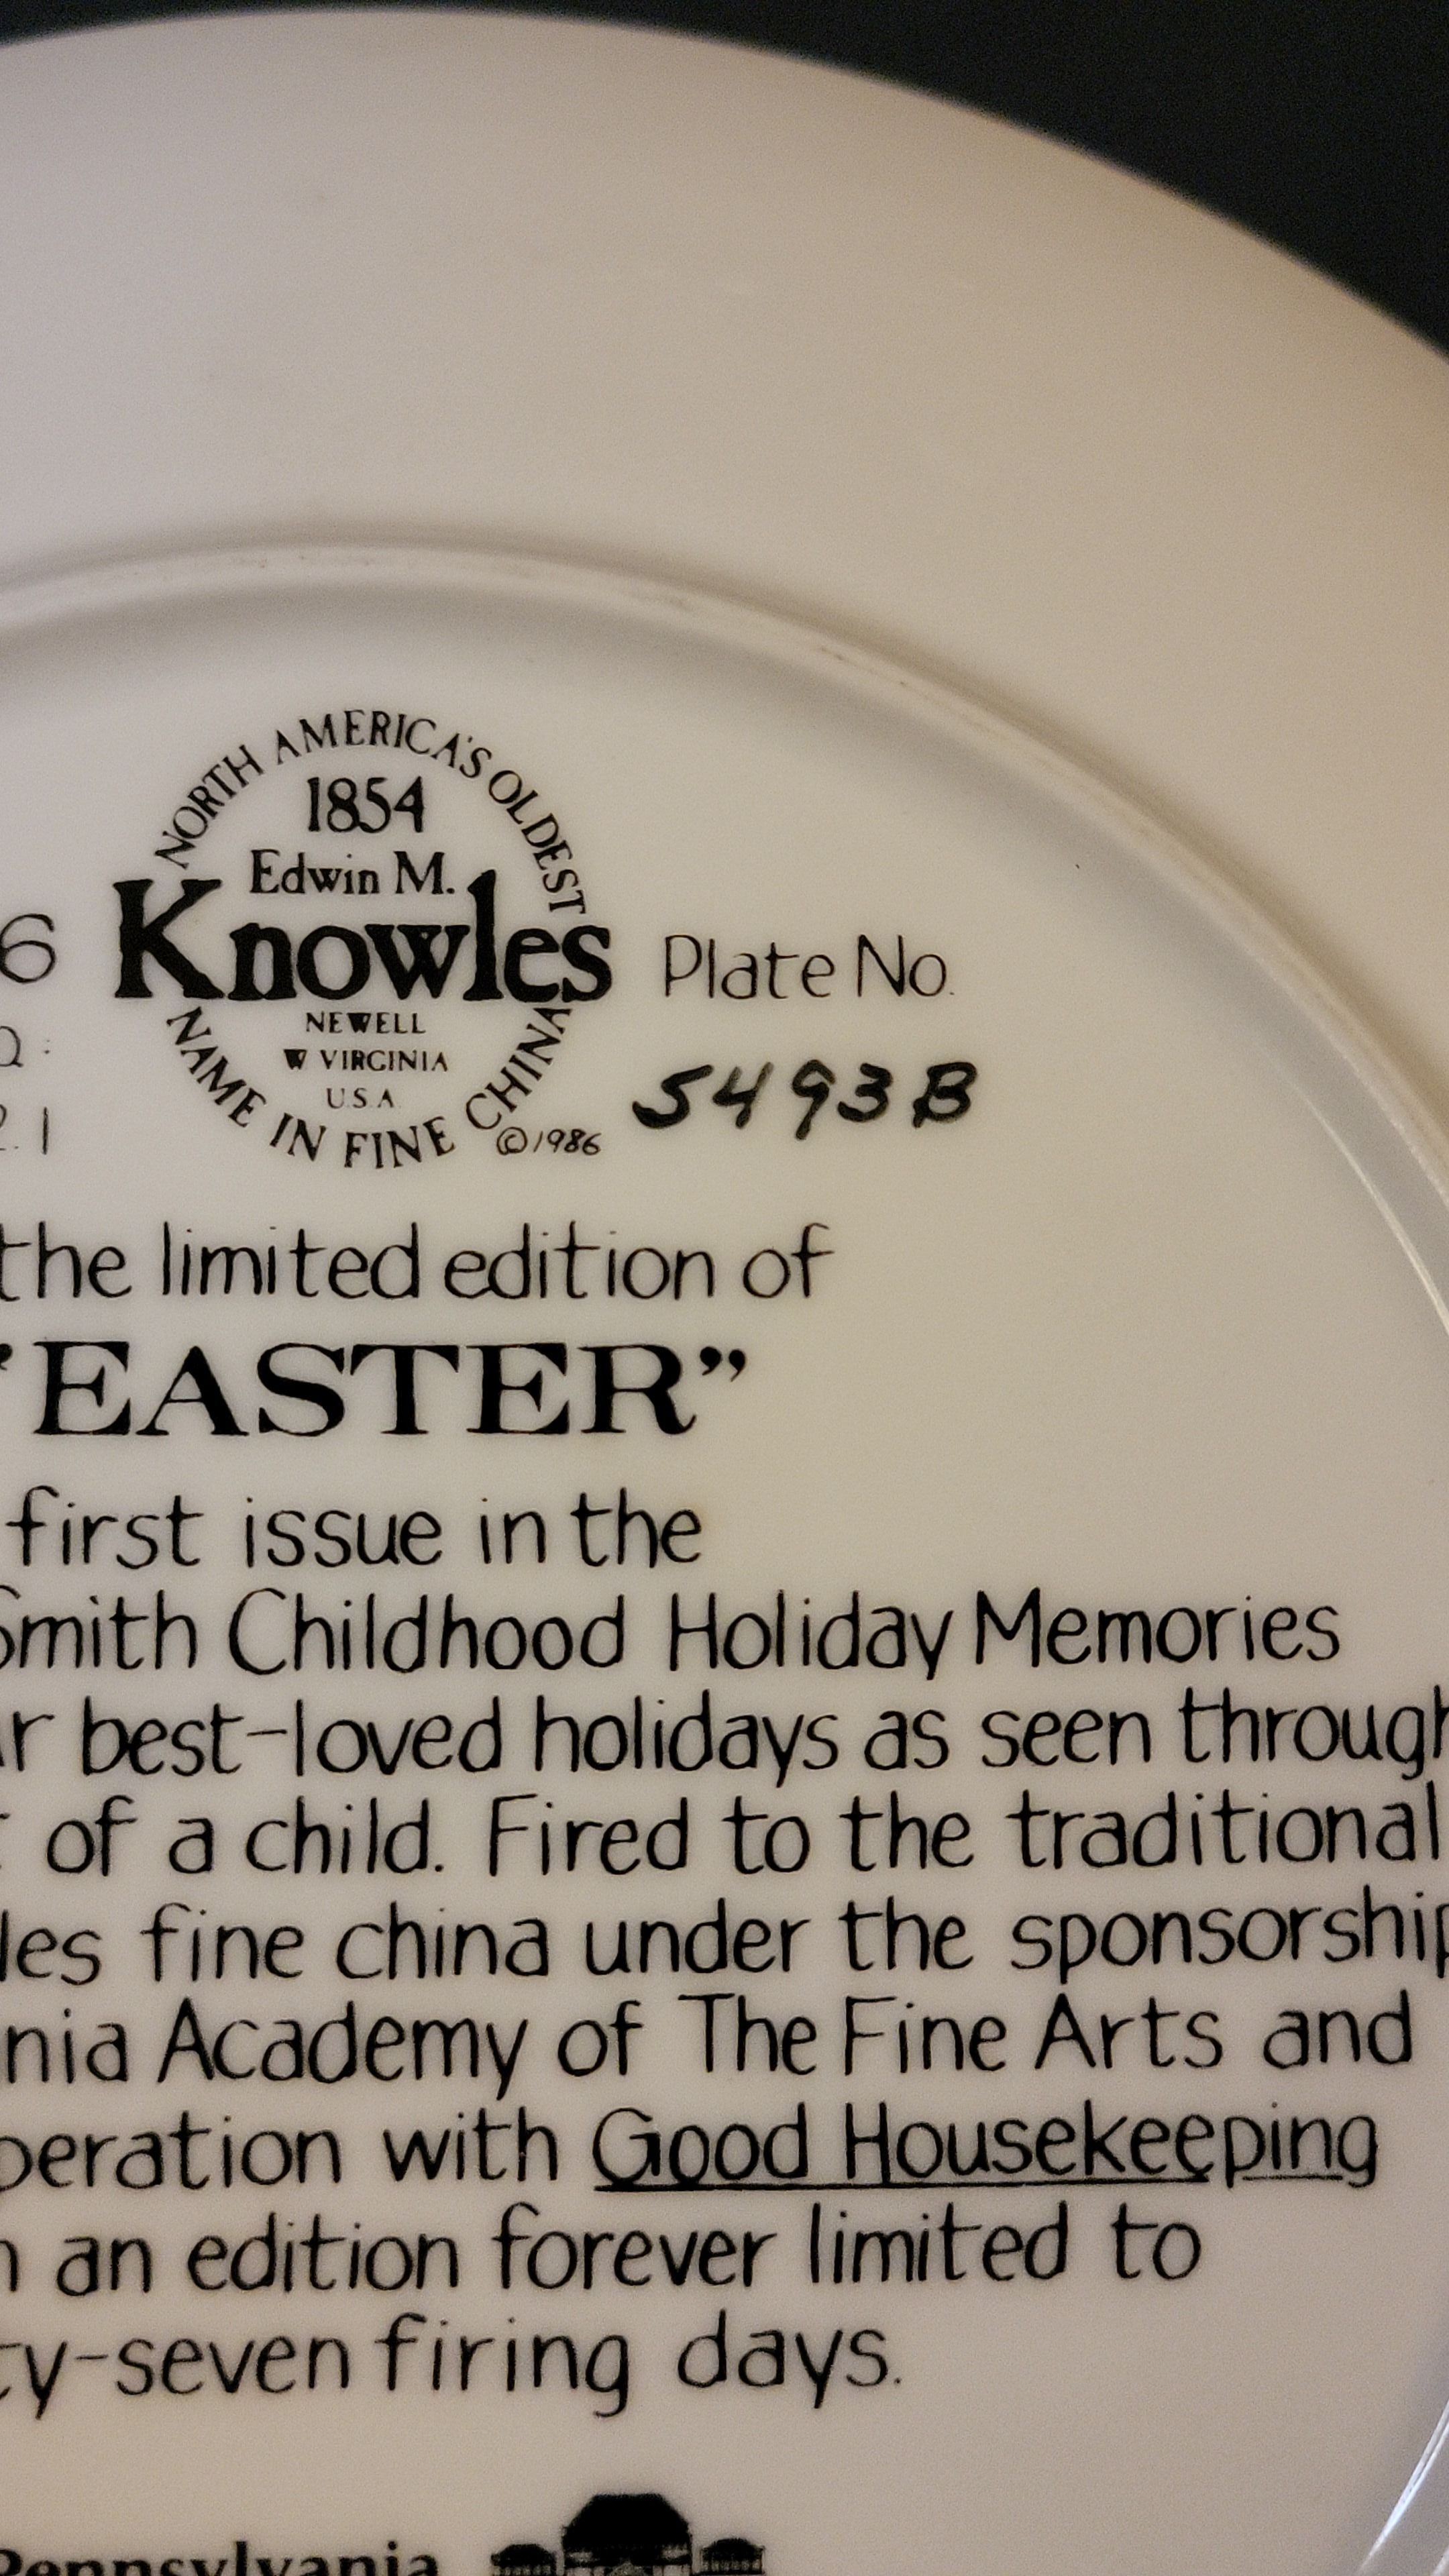 NORTH AMERICA'S OLDEST
1854
Edwin M.
Knowles
NEWELL
W VIRGINIA
U.S.A.
NAME IN FINE CHINA
©1986
6
Plate No.
5493B
2.1
the limited edition of
"EASTER"
first issue in the
Smith Childhood Holiday Memories
r best-loved holidays as seen through
of a child. Fired to the traditional
les fine china under the sponsorship
nia Academy of The Fine Arts and
peration with Good Housekeeping
an edition forever limited to
ty-seven firing days.
Pennsylvania